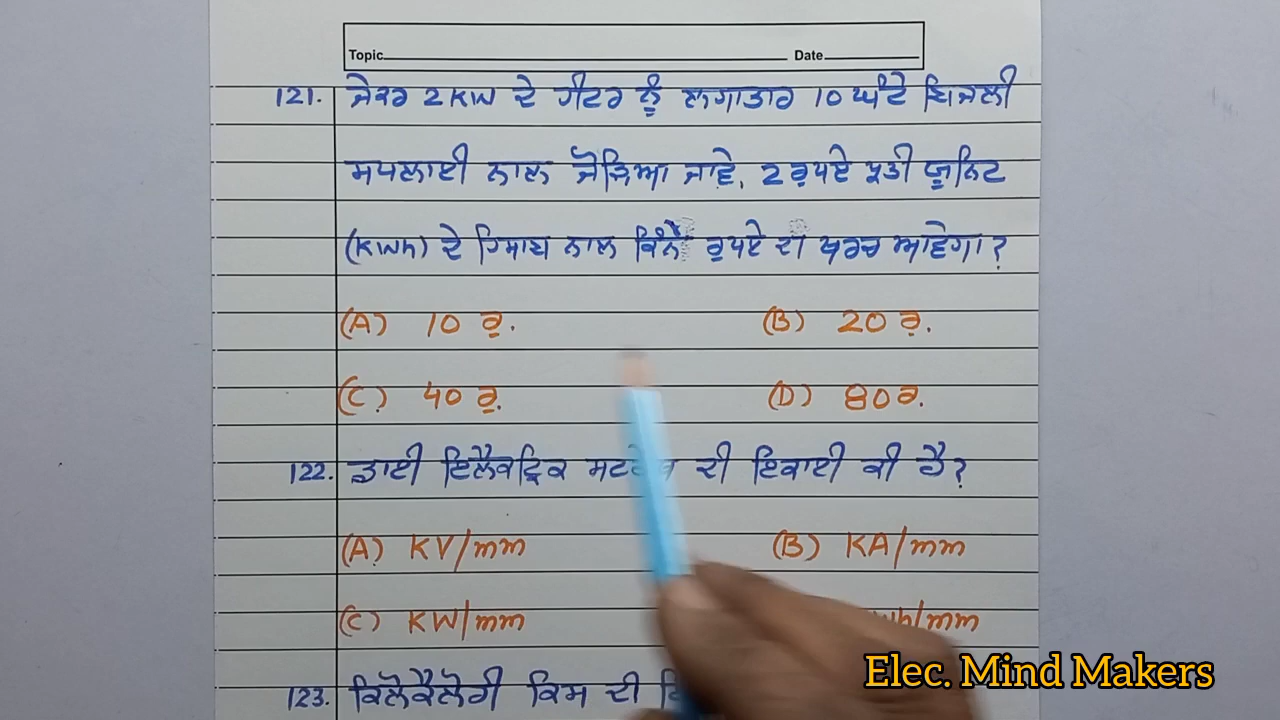 Topic Date
121. ਜੇਕਰ 2KW ਦੇ ਹੀਟਰ ਨੂੰ ਲਗਾਤਾਰ 10 ਘੰਟੇ ਬਿਜਲੀ
ਸਪਲਾਈ ਨਾਲ ਜੋੜਿਆ ਜਾਵੇ, 2 ਰੁਪਏ ਪ੍ਰਤੀ ਯੂਨਿਟ
(KWh) ਦੇ ਹਿਸਾਬ ਨਾਲ ਕਿੰਨੇ ਰੁਪਏ ਦਾ ਖਰਚ ਆਵੇਗਾ?
(A) 10 ਰੁ. (B) 20 ਰੁ.
(C) 40 ਰੁ. (D) 80 ਰੁ.
122. ਡਾਈ ਇਲੈਕਟ੍ਰਿਕ ਦੀ ਇਕਾਈ ਕੀ ਹੈ?
(A) KV/mm (B) KA/mm
(C) KW/mm
123. ਕਿਲੋਕੈਲੋਰੀ ਕਿਸ ਦੀ
Elec. Mind Makers